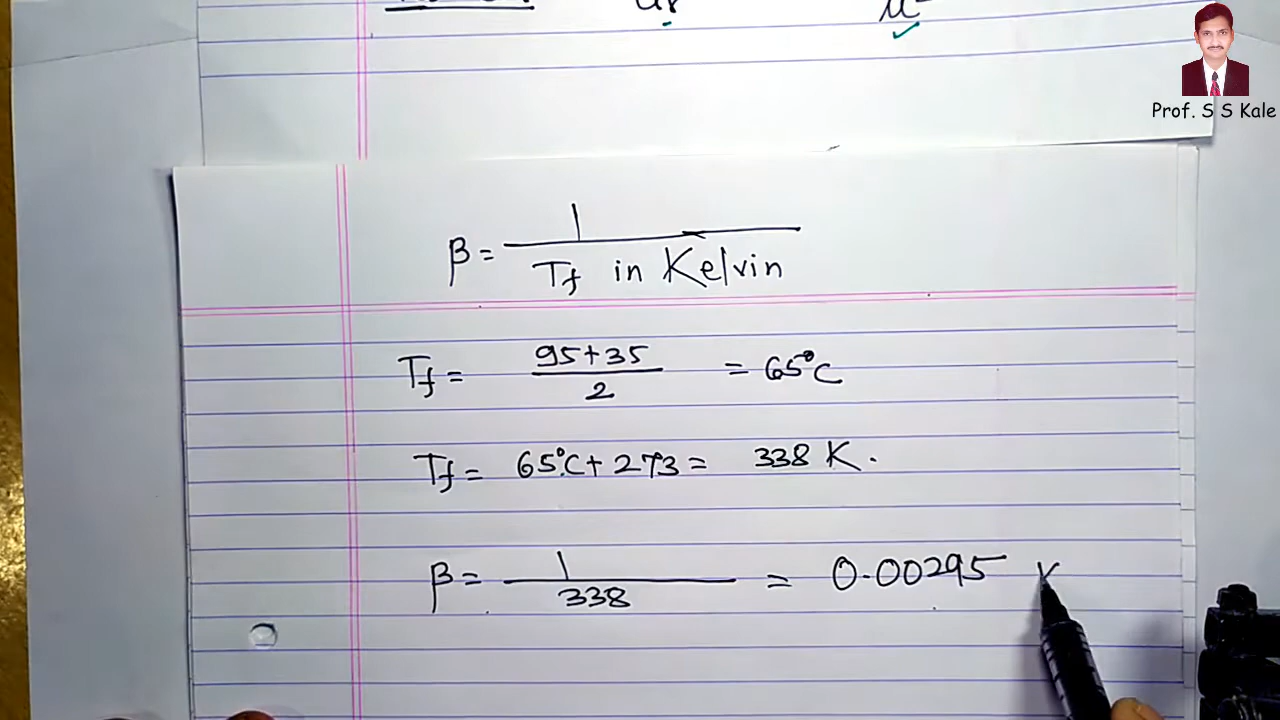 Prof. S S Kale
β = 1 / Tf in Kelvin
Tf = 95+35 / 2 = 65°C
Tf = 65°C + 273 = 338 K.
β = 1 / 338 = 0.00295 K